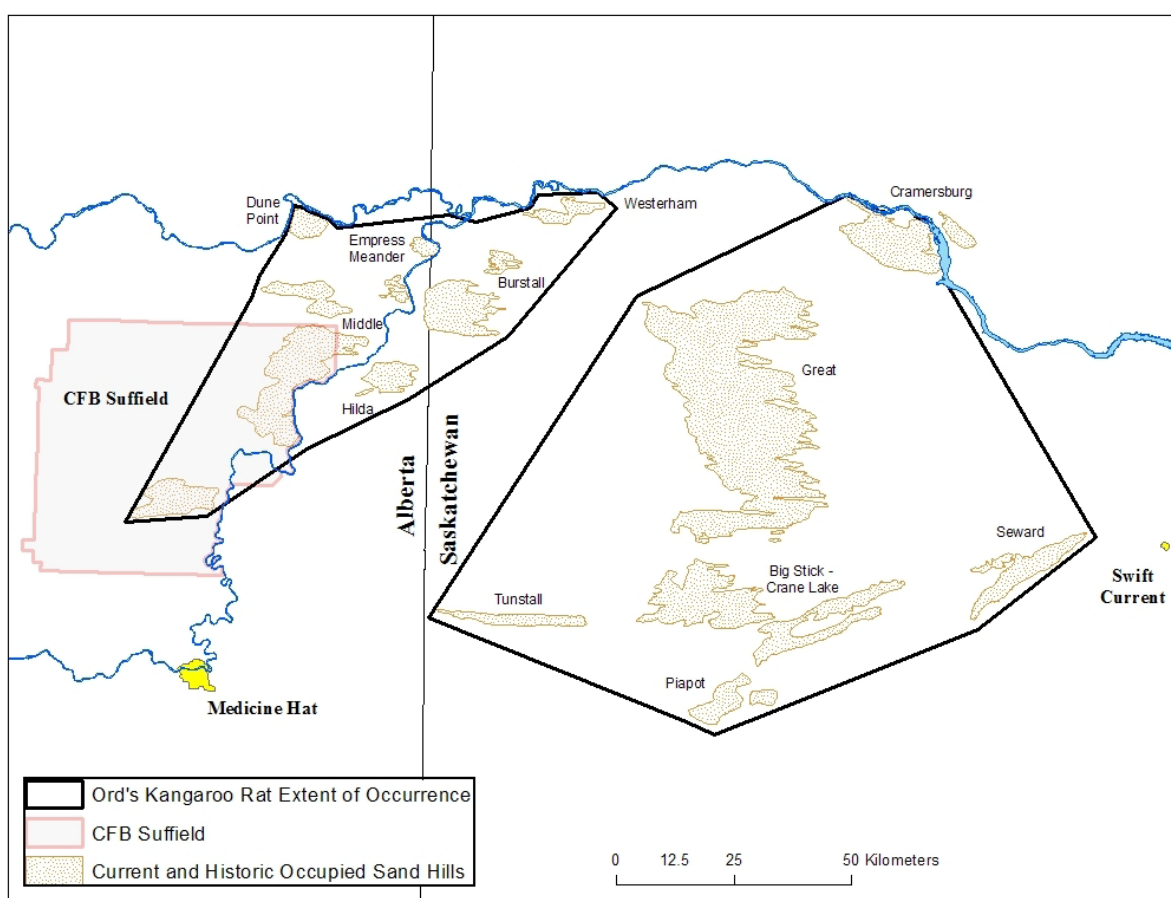 Dune
Point
Westerham
Cramersburg
Empress
Meander
Burstall
Middle
Great
CFB Suffield
Hilda
Alberta
Saskatchewan
Seward
Big Stick -
Crane Lake
Tunstall
Swift
Current
Piapot
Medicine Hat
Ord's Kangaroo Rat Extent of Occurrence
CFB Suffield
Current and Historic Occupied Sand Hills
0 12.5 25 50 Kilometers